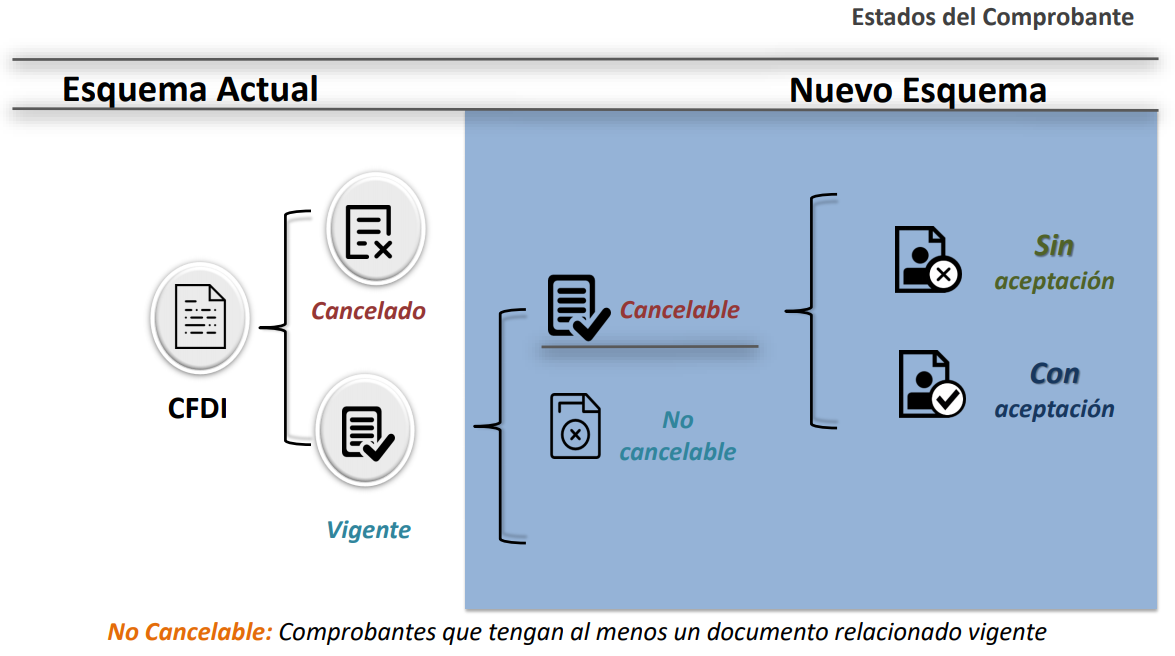 Estados del Comprobante
Esquema Actual
Nuevo Esquema
Cancelado
CFDI
Vigente
Cancelable
No
cancelable
Sin
aceptación
Con
aceptación
No Cancelable: Comprobantes que tengan al menos un documento relacionado vigente